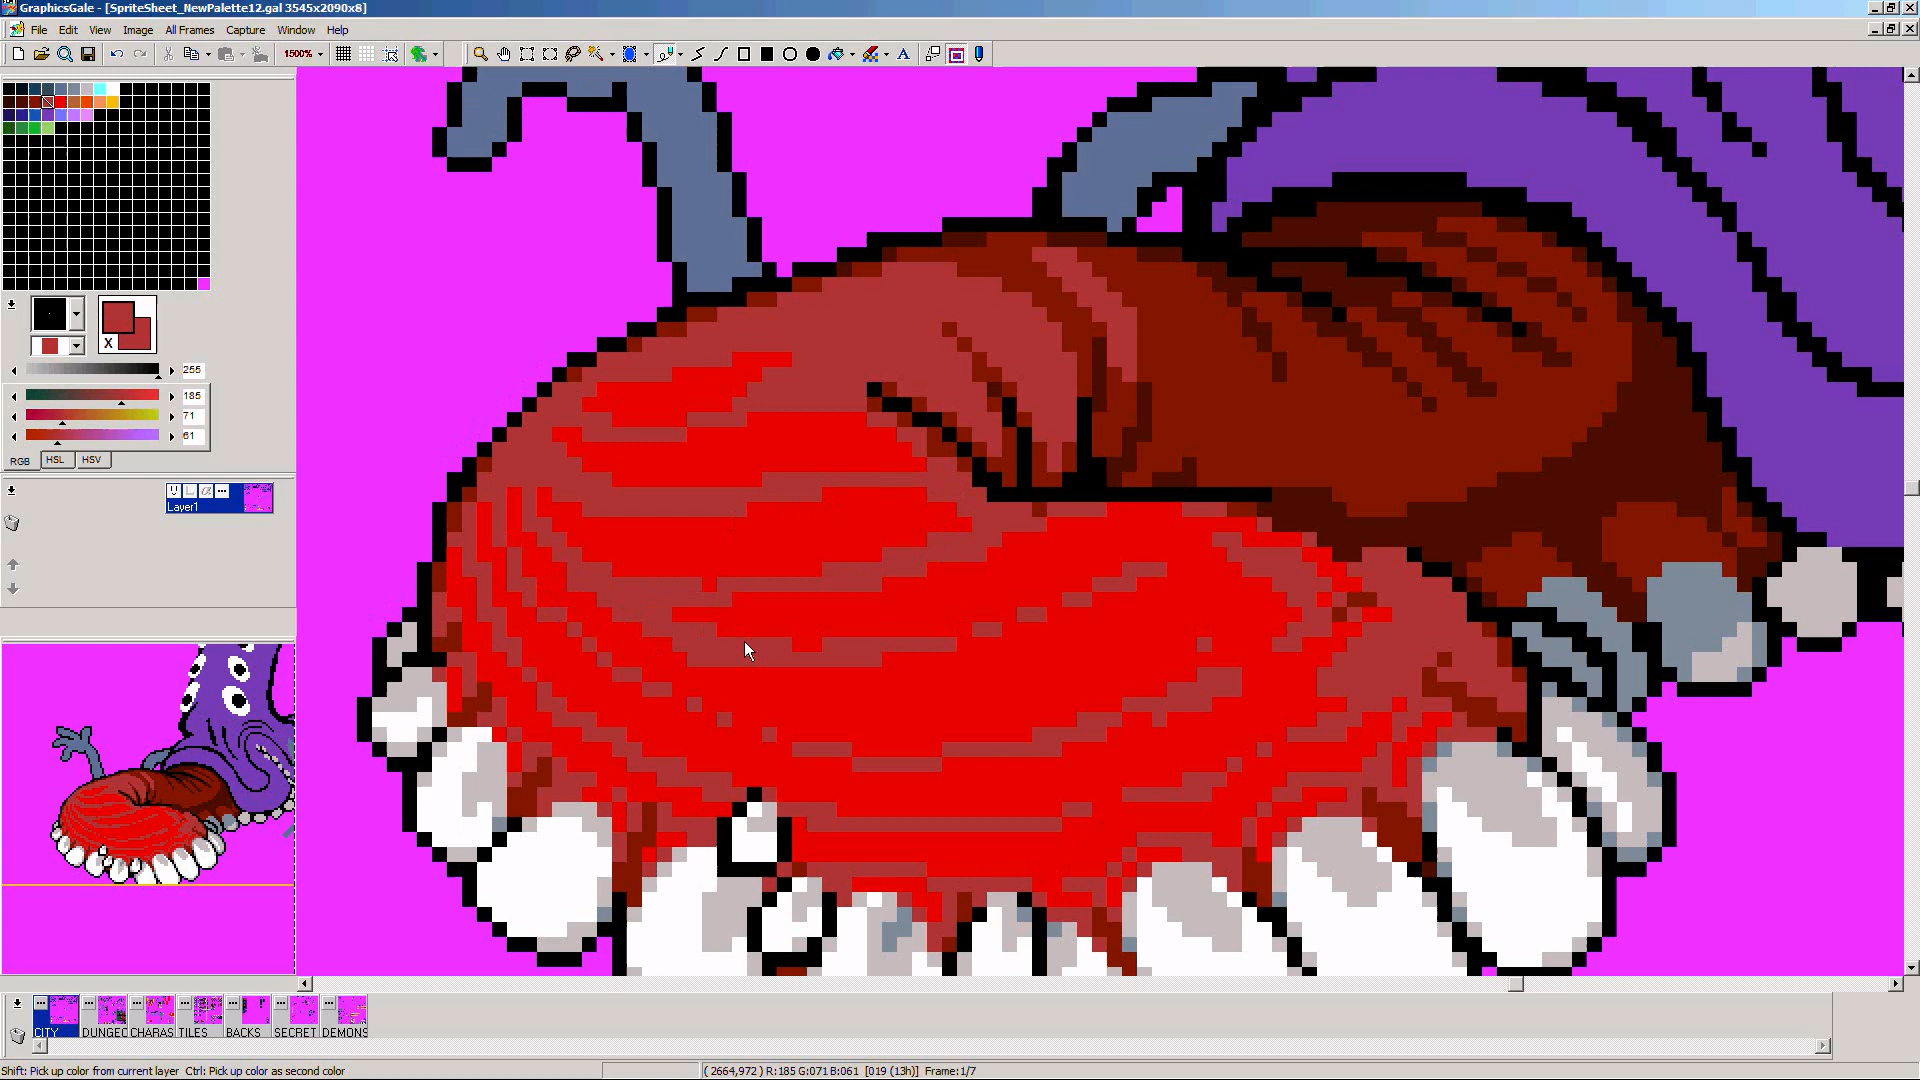 GraphicsGale - [SpriteSheet_NewPalette12.gal 3545x2090x8]
File Edit View Image All Frames Capture Window Help
1500%
A
X
255
185
71
61
RGB HSL HSV
Layer1
CITY DUNGEO CHARAS TILES BACKS SECRET DEMONS
Shift: Pick up color from current layer Ctrl: Pick up color as second color
( 2664,972 ) R:185 G:071 B:061 [019 (13h)] Frame:1/7